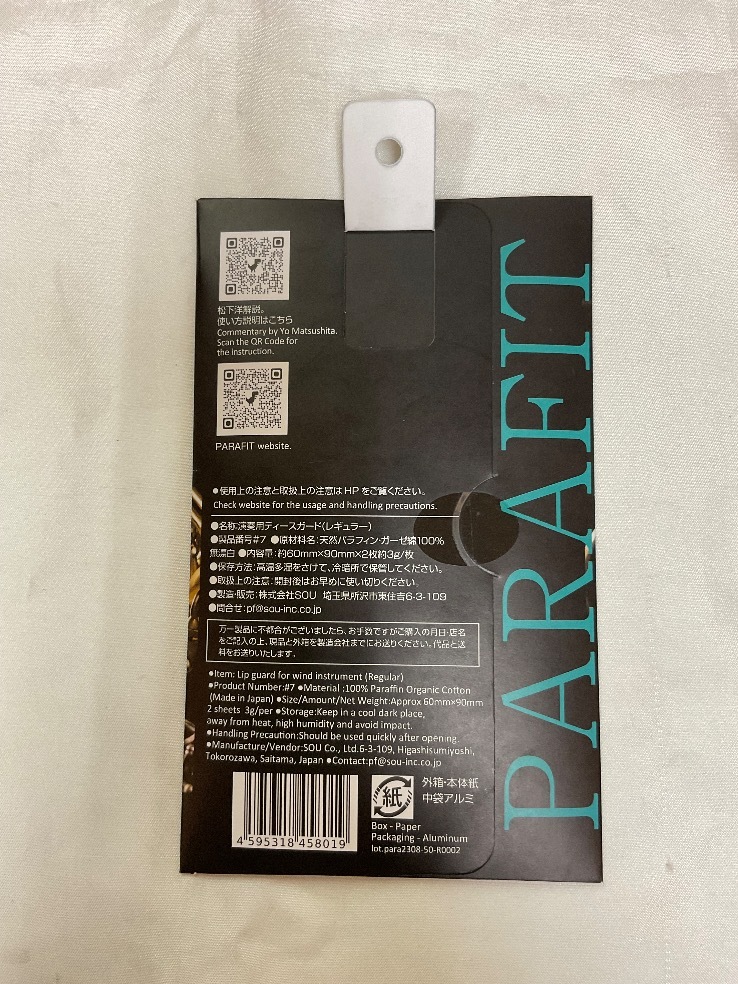 松下洋解説。
使い方説明はこちら
Commentary by Yo Matsushita.
Scan the QR Code for
the instruction.
PARAFIT website.
●使用上の注意と取扱上の注意は HP をご覧ください。
Check website for the usage and handling precautions.
●名称:演奏用ティースガード(レギュラー)
●製品番号#7 ●原材料名:天然パラフィン・ガーゼ綿100%
無漂白 ●内容量:約60mm×90mm×2枚約3g/枚
●保存方法:高温多湿をさけて、冷暗所で保管してください。
●取扱上の注意:開封後はお早めに使い切りください。
●製造・販売:株式会社SOU 埼玉県所沢市東住吉6-3-109
●問合せ:pf@sou-inc.co.jp
万一製品に不都合がございましたら、お手数ですがご購入の月日・店名
をご記入の上、現品と外箱を製造会社までにお送りください。代品と送
料をお送りいたします。
●Item: Lip guard for wind instrument (Regular)
●Product Number:#7 ●Material :100% Paraffin Organic Cotton
(Made in Japan) ●Size/Amount/Net Weight:Approx 60mm×90mm
2 sheets 3g/per ●Storage:Keep in a cool dark place,
away from heat, high humidity and avoid impact.
●Handling Precaution:Should be used quickly after opening.
●Manufacture/Vendor:SOU Co., Ltd.6-3-109, Higashisumiyoshi,
Tokorozawa, Saitama, Japan ●Contact:pf@sou-inc.co.jp
4 595318 458019
紙
外箱・本体紙
中袋アルミ
Box - Paper
Packaging - Aluminum
lot.para2308-50-R0002
PARAFIT